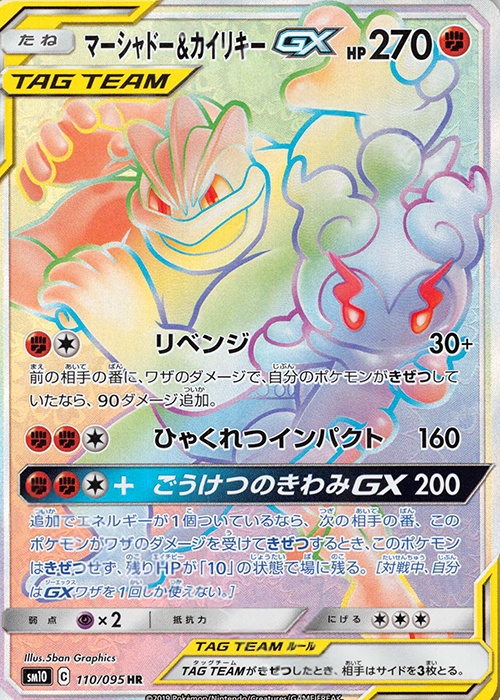 たね マーシャドー&カイリキーGX HP270
TAG TEAM
リベンジ 30+
前の相手の番に、ワザのダメージで、自分のポケモンがきぜつして
いたなら、90ダメージ追加。
ひゃくれつインパクト 160
+ ごうけつのきわみGX 200
追加でエネルギーが1個ついているなら、次の相手の番、この
ポケモンがワザのダメージを受けてきぜつするとき、このポケモン
はきぜつせず、残りHPが「10」の状態で場に残る。[対戦中、自分
はGXワザを1回しか使えない。]
弱点 ×2 抵抗力 にげる
Illus. 5ban Graphics
TAG TEAM ルール
sm10 C 110/095 HR
TAG TEAMがきぜつしたとき、相手はサイドを3枚とる。
©2019 Pokémon/Nintendo/Creatures/GAME FREAK